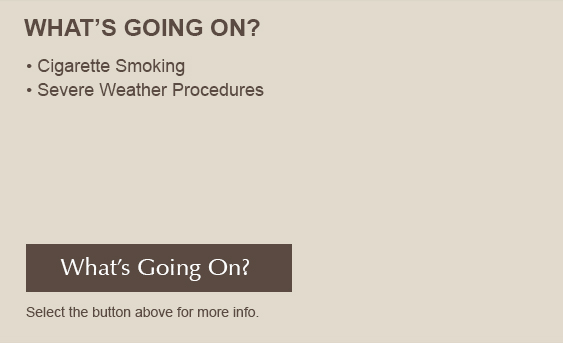 WHAT’S GOING ON?
• Cigarette Smoking
• Severe Weather Procedures
What’s Going On?
Select the button above for more info.